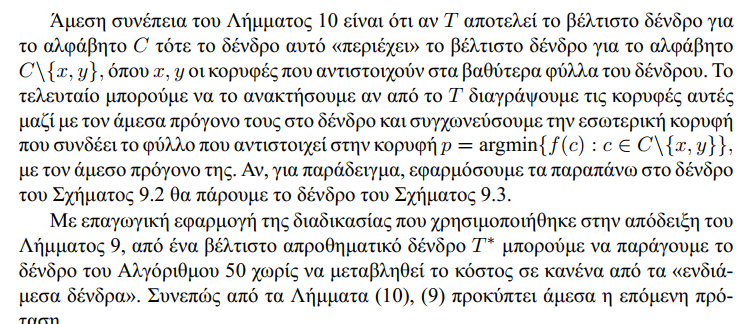 Άμεση συνέπεια του Λήμματος 10 είναι ότι αν T αποτελεί το βέλτιστο δένδρο για
το αλφάβητο C τότε το δένδρο αυτό «περιέχει» το βέλτιστο δένδρο για το αλφάβητο
C\{x, y}, όπου x, y οι κορυφές που αντιστοιχούν στα βαθύτερα φύλλα του δένδρου. Το
τελευταίο μπορούμε να το ανακτήσουμε αν από το T διαγράψουμε τις κορυφές αυτές
μαζί με τον άμεσα πρόγονο τους στο δένδρο και συγχωνεύσουμε την εσωτερική κορυφή
που συνδέει το φύλλο που αντιστοιχεί στην κορυφή p = argmin{f(c) : c ∈ C\{x, y}},
με τον άμεσο πρόγονο της. Αν, για παράδειγμα, εφαρμόσουμε τα παραπάνω στο δένδρο
του Σχήματος 9.2 θα πάρουμε το δένδρο του Σχήματος 9.3.
Με επαγωγική εφαρμογή της διαδικασίας που χρησιμοποιήθηκε στην απόδειξη του
Λήμματος 9, από ένα βέλτιστο απροθηματικό δένδρο T* μπορούμε να παράγουμε το
δένδρο του Αλγόριθμου 50 χωρίς να μεταβληθεί το κόστος σε κανένα από τα «ενδιά-
μεσα δένδρα». Συνεπώς από τα Λήμματα (10), (9) προκύπτει άμεσα η επόμενη πρό-
ταση